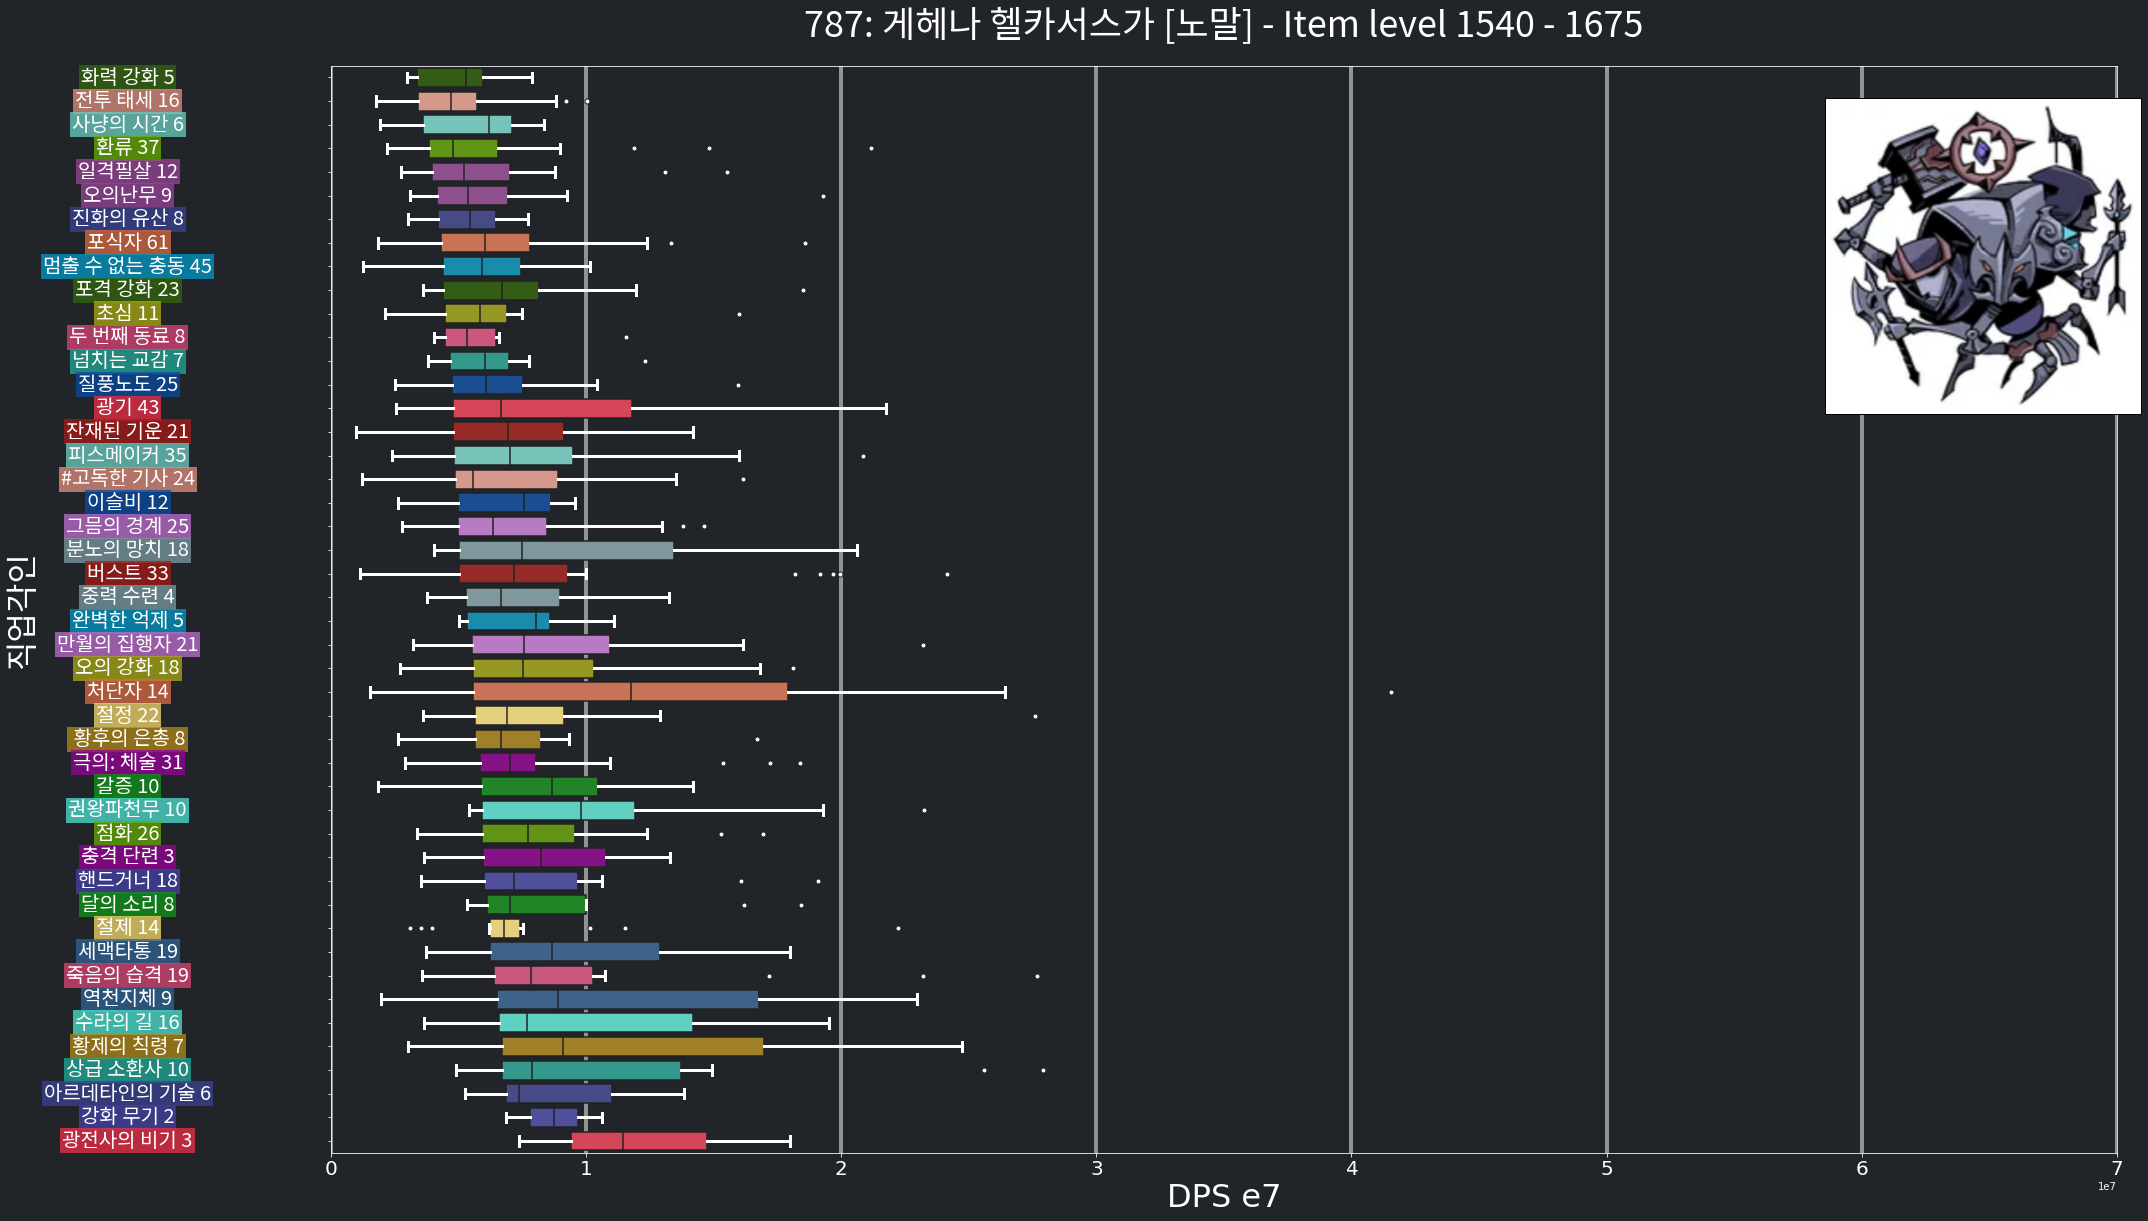 787: 게헤나 헬카서스가 [노말] - Item level 1540 - 1675
화력 강화 5
전투 태세 16
사냥의 시간 6
환류 37
일격필살 12
오의난무 9
진화의 유산 8
포식자 61
멈출 수 없는 충동 45
포격 강화 23
초심 11
두 번째 동료 8
넘치는 교감 7
질풍노도 25
광기 43
잔재된 기운 21
피스메이커 35
#고독한 기사 24
이슬비 12
그믐의 경계 25
분노의 망치 18
버스트 33
중력 수련 4
완벽한 억제 5
만월의 집행자 21
오의 강화 18
처단자 14
절정 22
황후의 은총 8
극의: 체술 31
갈증 10
권왕파천무 10
점화 26
충격 단련 3
핸드거너 18
달의 소리 8
절제 14
세맥타통 19
죽음의 습격 19
역천지체 9
수라의 길 16
황제의 칙령 7
상급 소환사 10
아르데타인의 기술 6
강화 무기 2
광전사의 비기 3
직업각인
0 1 2 3 4 5 6 7
1e7
DPS e7